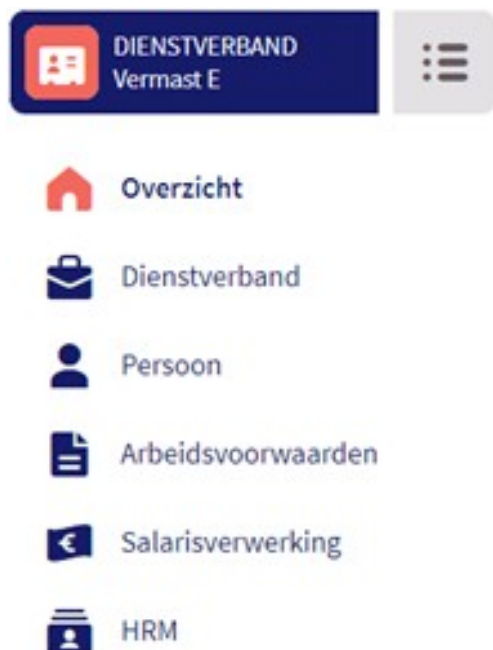 DIENSTVERBAND
Vermast E
Overzicht
Dienstverband
Persoon
Arbeidsvoorwaarden
Salarisverwerking
HRM